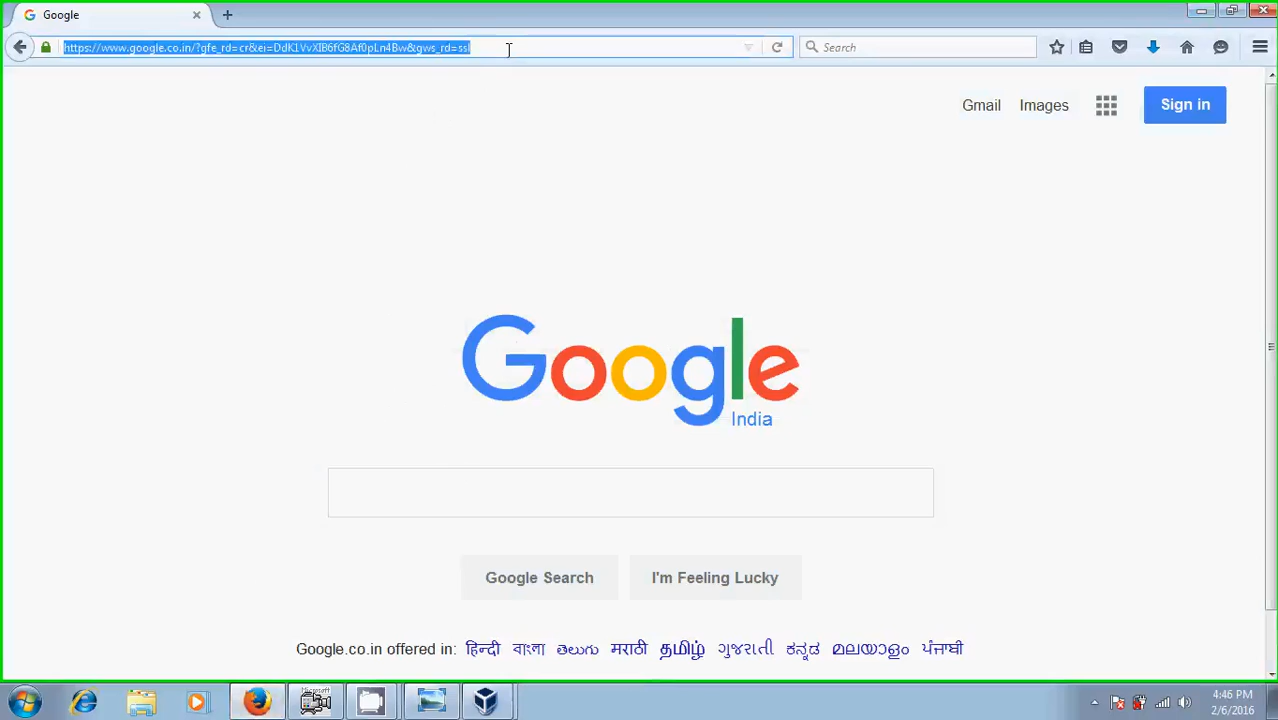 Google
https://www.google.co.in/?gfe_rd=cr&ei=DdK1VvXIB6fG8Af0pLn4Bw&gws_rd=ssl
Search
Gmail Images Sign in
Google
India
Google Search I'm Feeling Lucky
Google.co.in offered in: हिन्दी বাংলা తెలుగు मराठी தமிழ் ગુજરાતી ಕನ್ನಡ മലയാളം ਪੰਜਾਬੀ
Microsoft
4:46 PM
2/6/2016